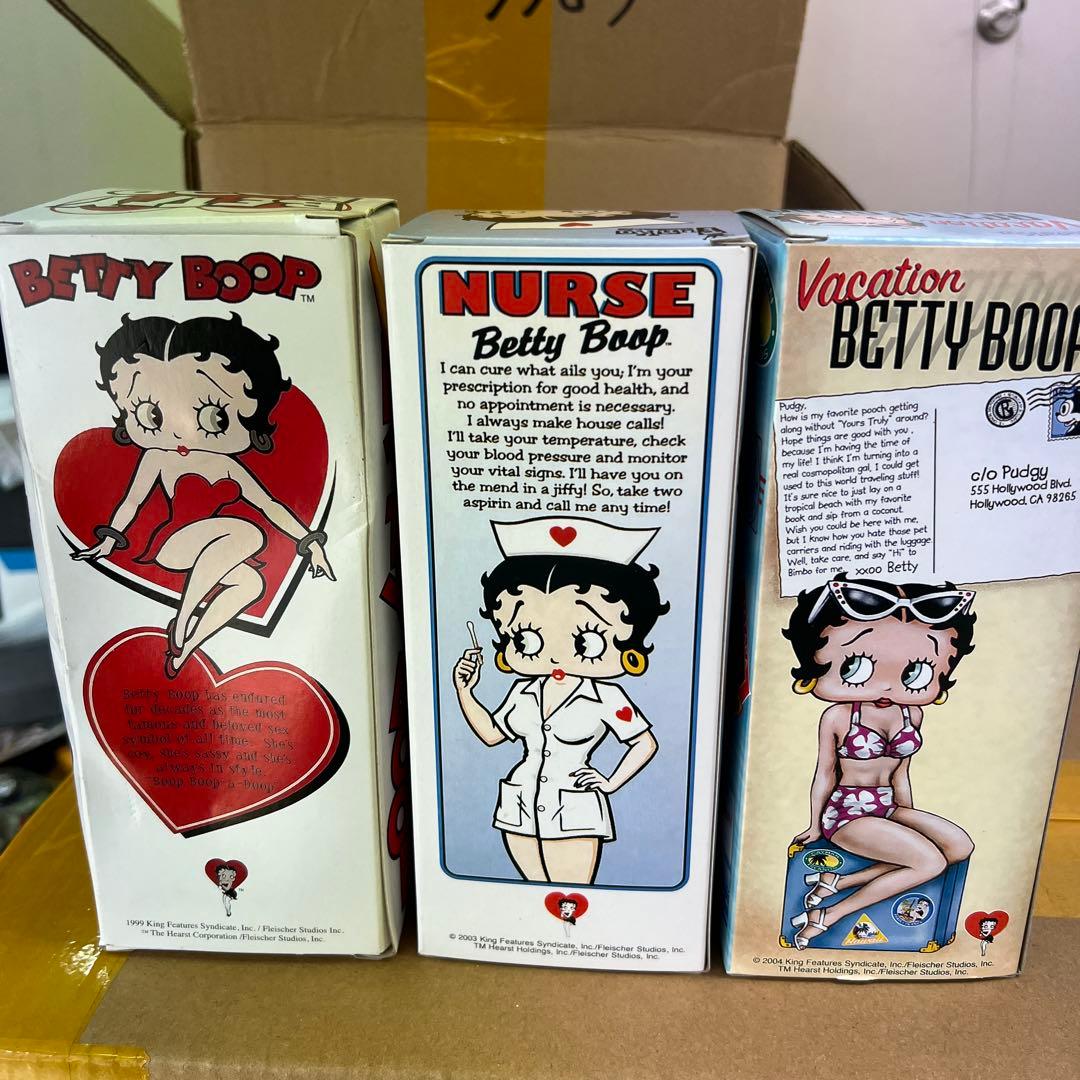 BETTY BOOP™
Betty Boop has endured
for decades as the most
famous and beloved sex
symbol of all time. She's
sexy, she's sassy and she's
always in style.
"Boop Boop-a-Doop"
1999 King Features Syndicate, Inc. / Fleischer Studios Inc.
™ The Hearst Corporation /Fleischer Studios, Inc.
NURSE
Betty Boop™
I can cure what ails you; I'm your
prescription for good health, and
no appointment is necessary.
I always make house calls!
I'll take your temperature, check
your blood pressure and monitor
your vital signs. I'll have you on
the mend in a jiffy! So, take two
aspirin and call me any time!
© 2003 King Features Syndicate, Inc./Fleischer Studios, Inc.
TM Hearst Holdings, Inc./Fleischer Studios, Inc.
Vacation
BETTY BOOP
Pudgy,
How is my favorite pooch getting
along without "Yours Truly" around?
Hope things are good with you,
because I'm having the time of
my life! I think I'm turning into a
real cosmopolitan gal, I could get
used to this world traveling stuff!
It's sure nice to just lay on a
tropical beach with my favorite
book and sip from a coconut.
Wish you could be here with me,
but I know how you hate those pet
carriers and riding with the luggage.
Well, take care, and say "Hi" to
Bimbo for me. xxoo Betty
c/o Pudgy
555 Hollywood Blvd.
Hollywood, CA 98265
Hawaii
© 2004 King Features Syndicate, Inc./Fleischer Studios, Inc.
TM Hearst Holdings, Inc./Fleischer Studios, Inc.